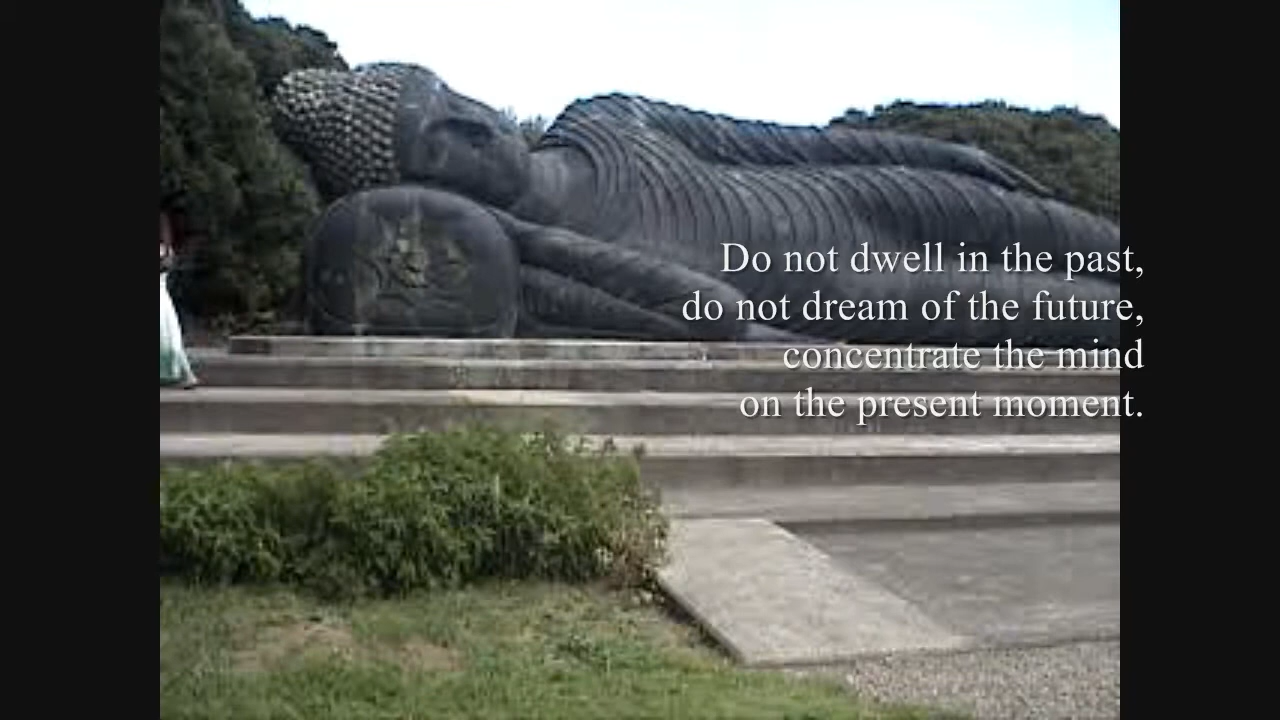 Do not dwell in the past,
do not dream of the future,
concentrate the mind
on the present moment.